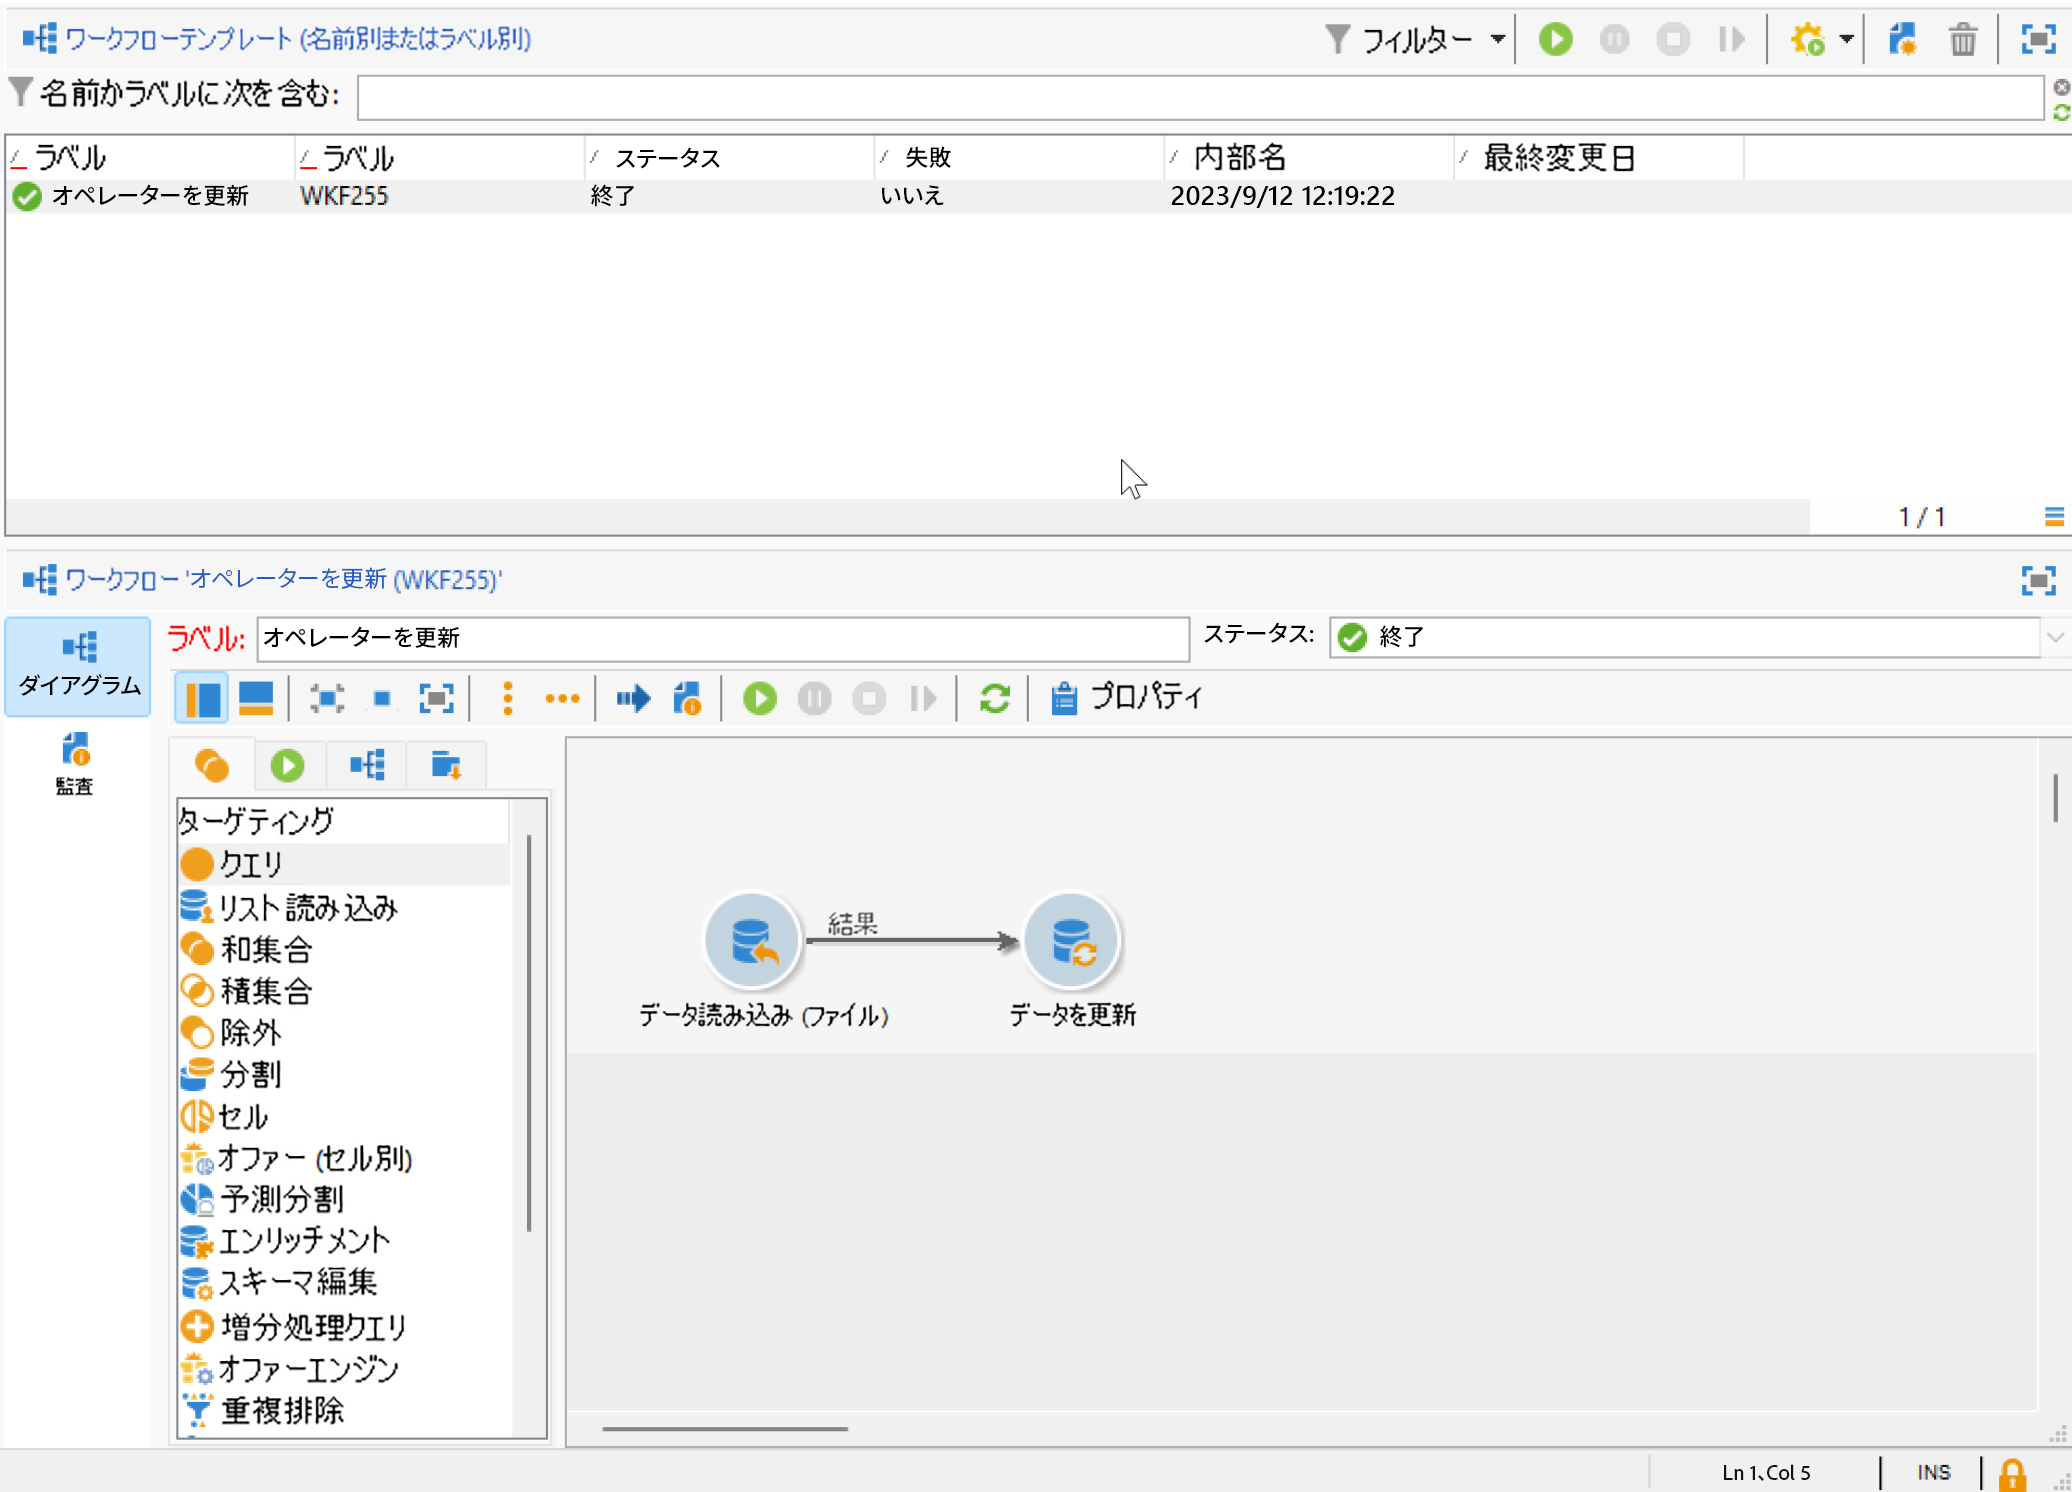 ワークフローテンプレート (名前別またはラベル別)
フィルター
名前かラベルに次を含む:
ラベル ラベル ステータス 失敗 内部名 最終変更日
オペレーターを更新 WKF255 終了 いいえ 2023/9/12 12:19:22
1 / 1
ワークフロー 'オペレーターを更新 (WKF255)'
ダイアグラム
監査
ラベル: オペレーターを更新 ステータス: 終了
プロパティ
ターゲティング
クエリ
リスト読み込み
和集合
積集合
除外
分割
セル
オファー (セル別)
予測分割
エンリッチメント
スキーマ編集
増分処理クエリ
オファーエンジン
重複排除
結果
データ読み込み (ファイル)
データを更新
Ln 1、Col 5 INS